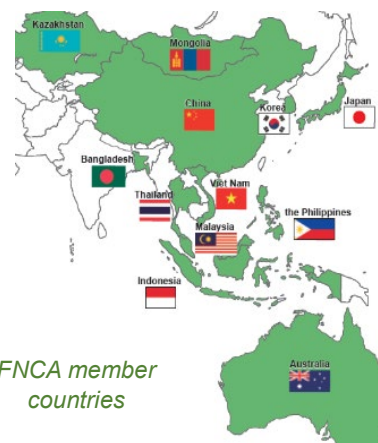 Kazakhstan
Mongolia
China
Korea
Japan
Bangladesh
Thailand
Viet Nam
the Philippines
Malaysia
Indonesia
Australia
FNCA member
countries